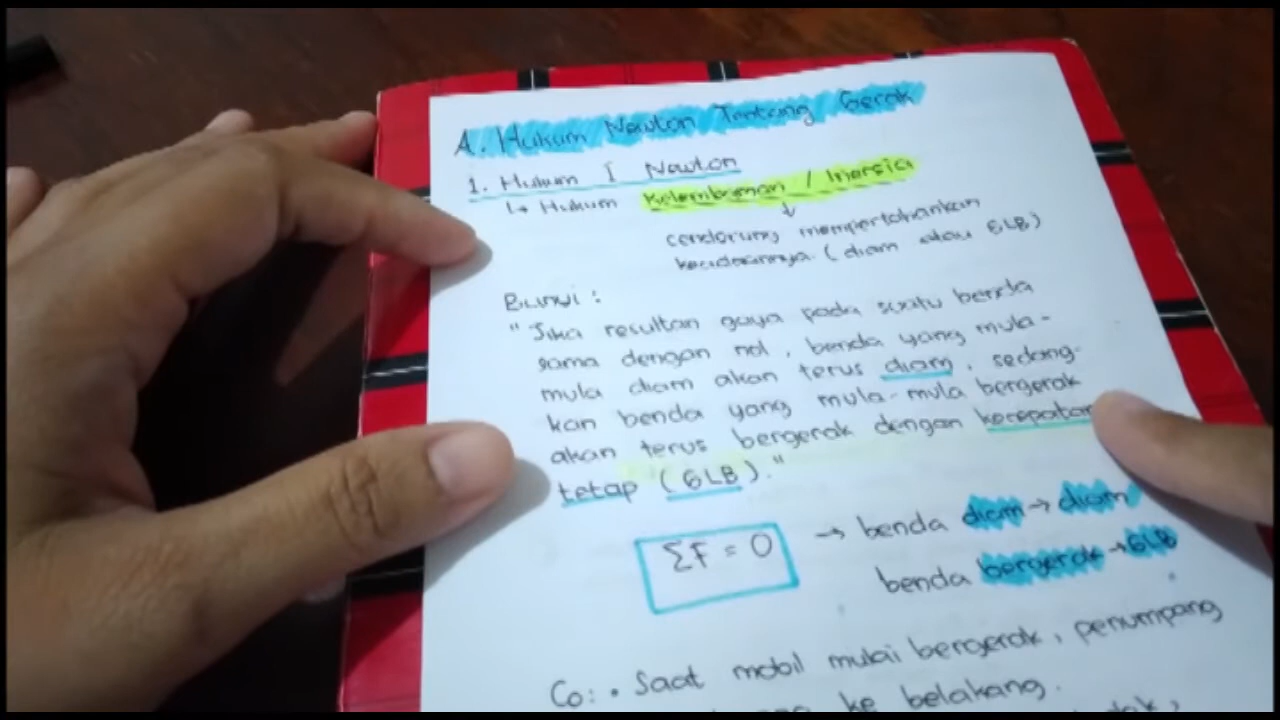 A. Hukum Newton Tentang Gerak
1. Hukum I Newton
↳ Hukum Kelembaman / Inersia
↓
cenderung mempertahankan
keadaannya. (diam atau GLB)
Bunyi :
"Jika resultan gaya pada suatu benda
sama dengan nol, benda yang mula-
mula diam akan terus diam, sedang-
kan benda yang mula-mula bergerak
akan terus bergerak dengan kecepatan
tetap (GLB)."
ΣF = 0 → benda diam → diam
benda bergerak → GLB
Co: • Saat mobil mulai bergerak, penumpang
ke belakang.